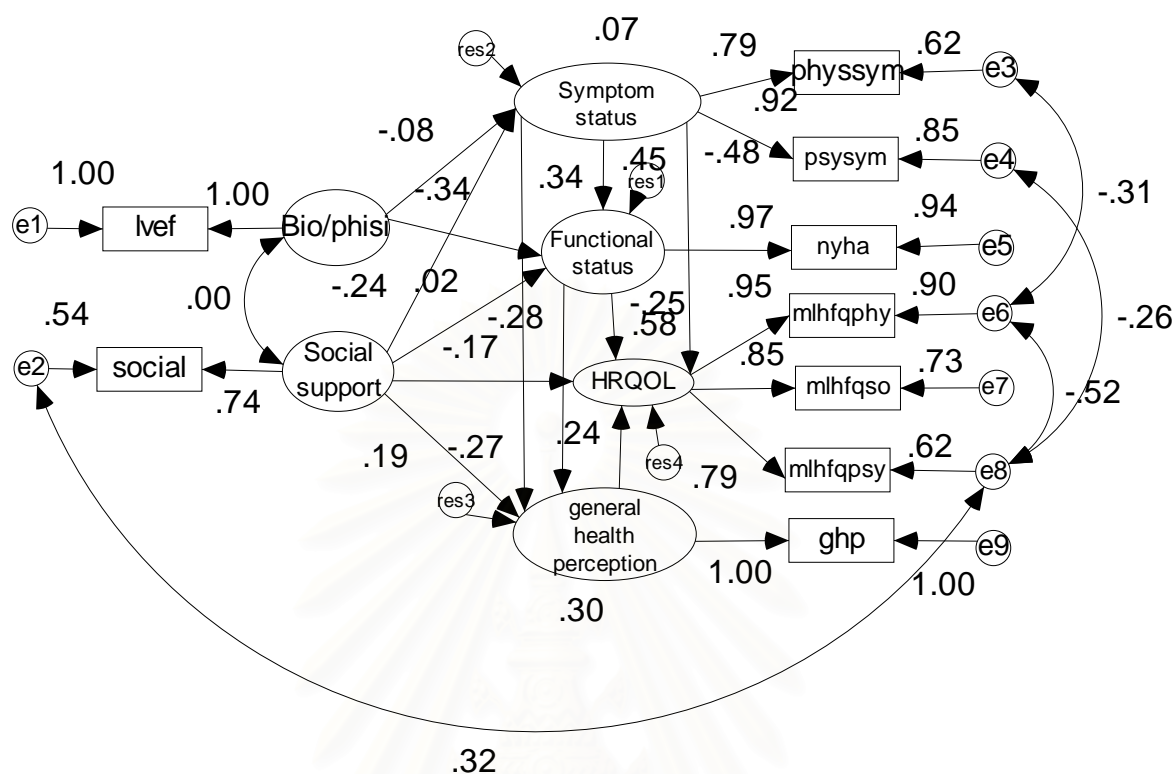 .07
res2
.79
.62
physsym
e3
Symptom
status
.92
-.08
.85
1.00
-.48
.45
psysym
e4
-.34
.34
res1
-.31
1.00
.97
.94
e1
lvef
Bio/phisi
Functional
status
nyha
e5
-.24
.02
.95
.90
.00
-.25
-.26
.54
-.28
.58
mlhfqphy
e6
Social
support
-.17
.85
.73
e2
social
HRQOL
mlhfqso
e7
.74
-.52
.24
.19
-.27
res4
.62
.79
mlhfqpsy
e8
res3
general
health
perception
ghp
e9
1.00
1.00
.30
.32